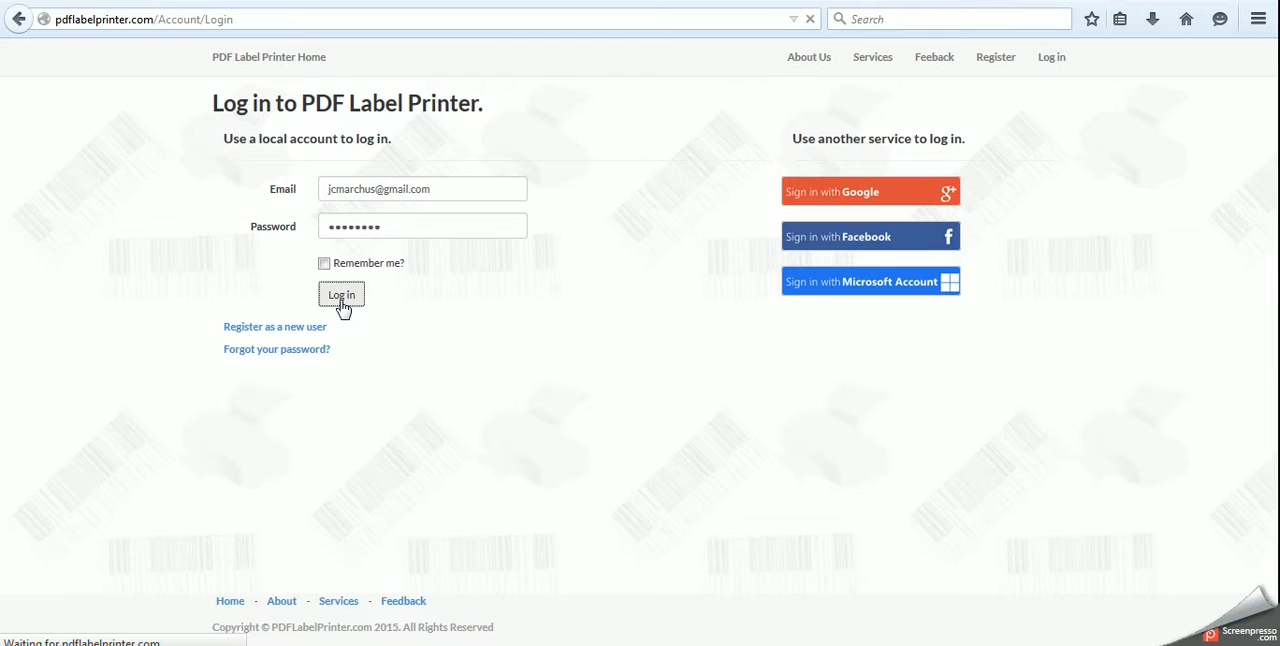 pdflabelprinter.com/Account/Login
Search
PDF Label Printer Home
About Us
Services
Feeback
Register
Log in
Log in to PDF Label Printer.
Use a local account to log in.
Use another service to log in.
Email
jcmarchus@gmail.com
Sign in with Google
Password
Sign in with Facebook
Remember me?
Sign in with Microsoft Account
Log in
Register as a new user
Forgot your password?
Home - About - Services - Feedback
Copyright © PDFLabelPrinter.com 2015. All Rights Reserved
Waiting for pdflabelprinter.com
Screenpresso
.com